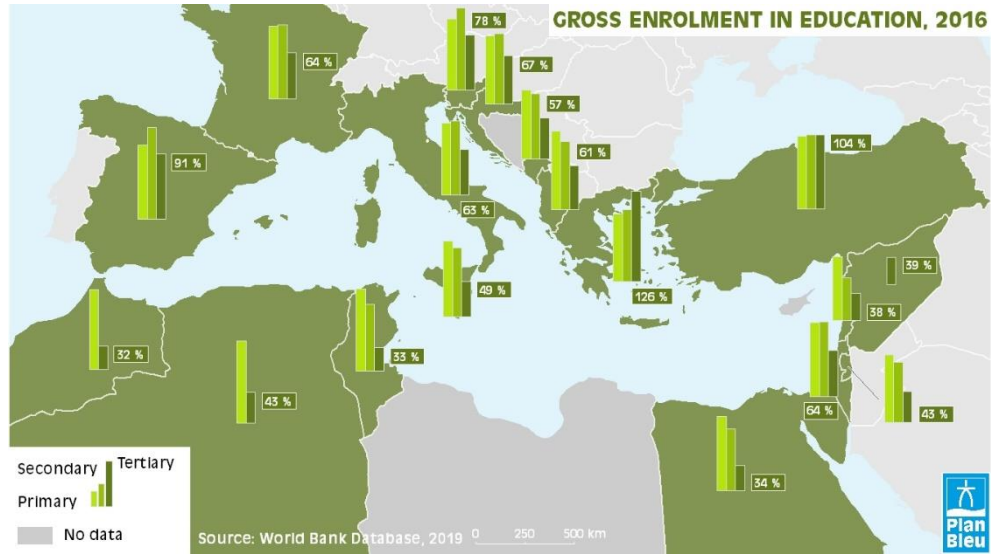 GROSS ENROLMENT IN EDUCATION, 2016
78 %
64 %
67 %
57 %
104 %
61 %
91 %
63 %
39 %
49 %
126 %
38 %
32 %
33 %
43 %
64 %
43 %
34 %
Secondary Tertiary
Primary
No data
Source: World Bank Database, 2019 0 250 500 km
Plan
Bleu